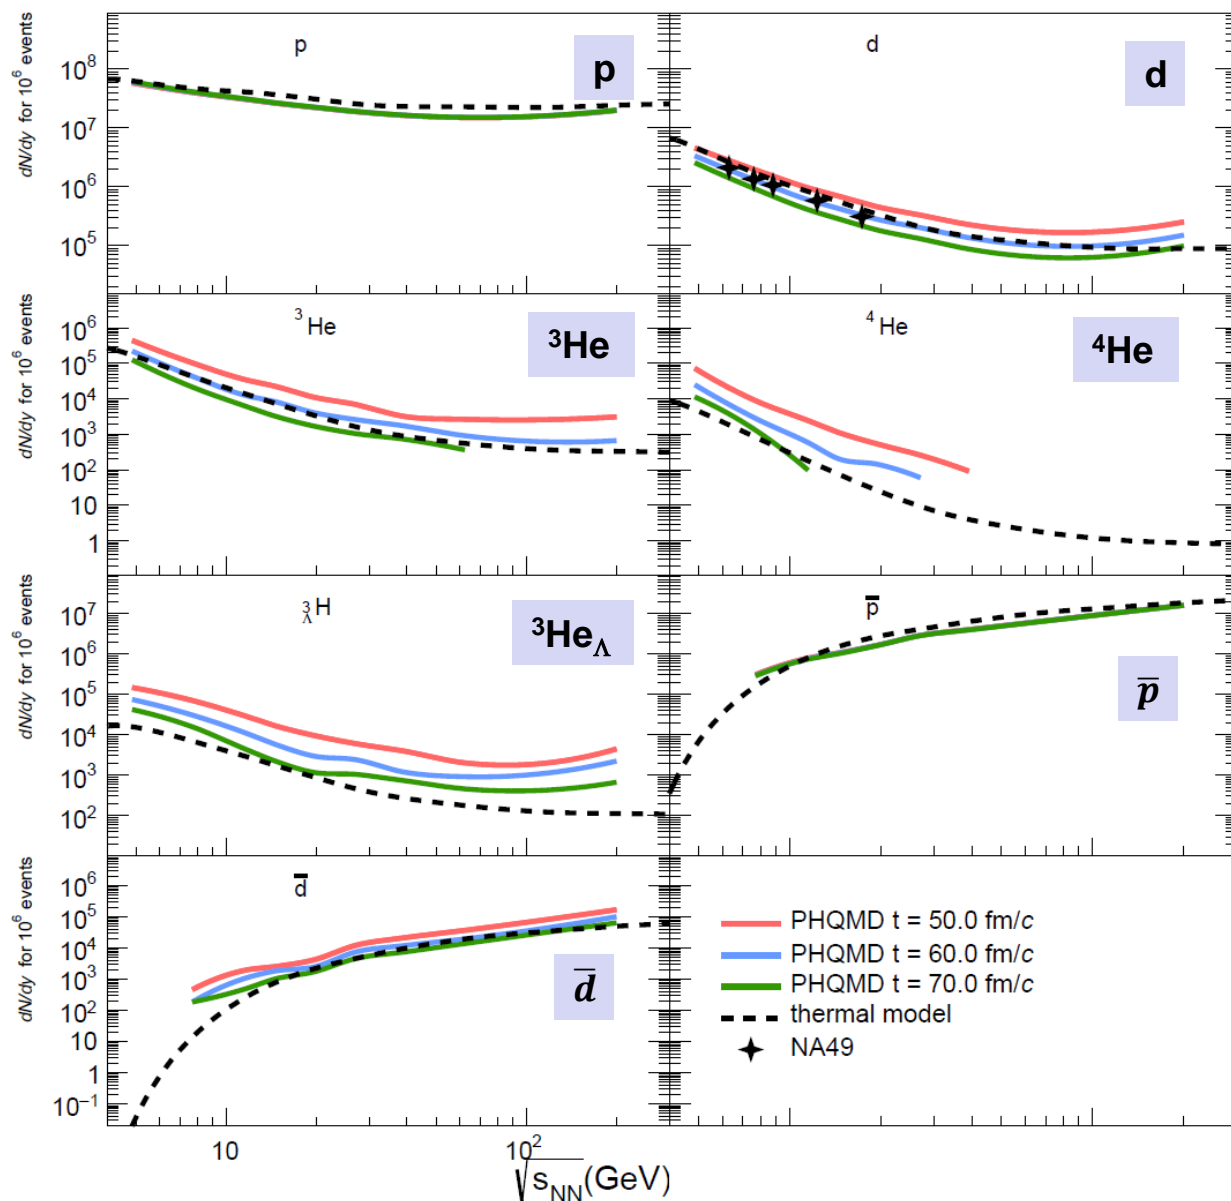 dN/dy for 10⁶ events
p
p
10⁸
10⁷
10⁶
10⁵
d
d
dN/dy for 10⁶ events
³He
³He
10⁶
10⁵
10⁴
10³
10²
10
1
⁴He
⁴He
dN/dy for 10⁶ events
³ΛH
³HeΛ
10⁷
10⁶
10⁵
10⁴
10³
10²
p̅
p̅
dN/dy for 10⁶ events
d̅
d̅
10⁶
10⁵
10⁴
10³
10²
10
1
10⁻¹
PHQMD t = 50.0 fm/c
PHQMD t = 60.0 fm/c
PHQMD t = 70.0 fm/c
thermal model
NA49
10
10²
√sNN(GeV)